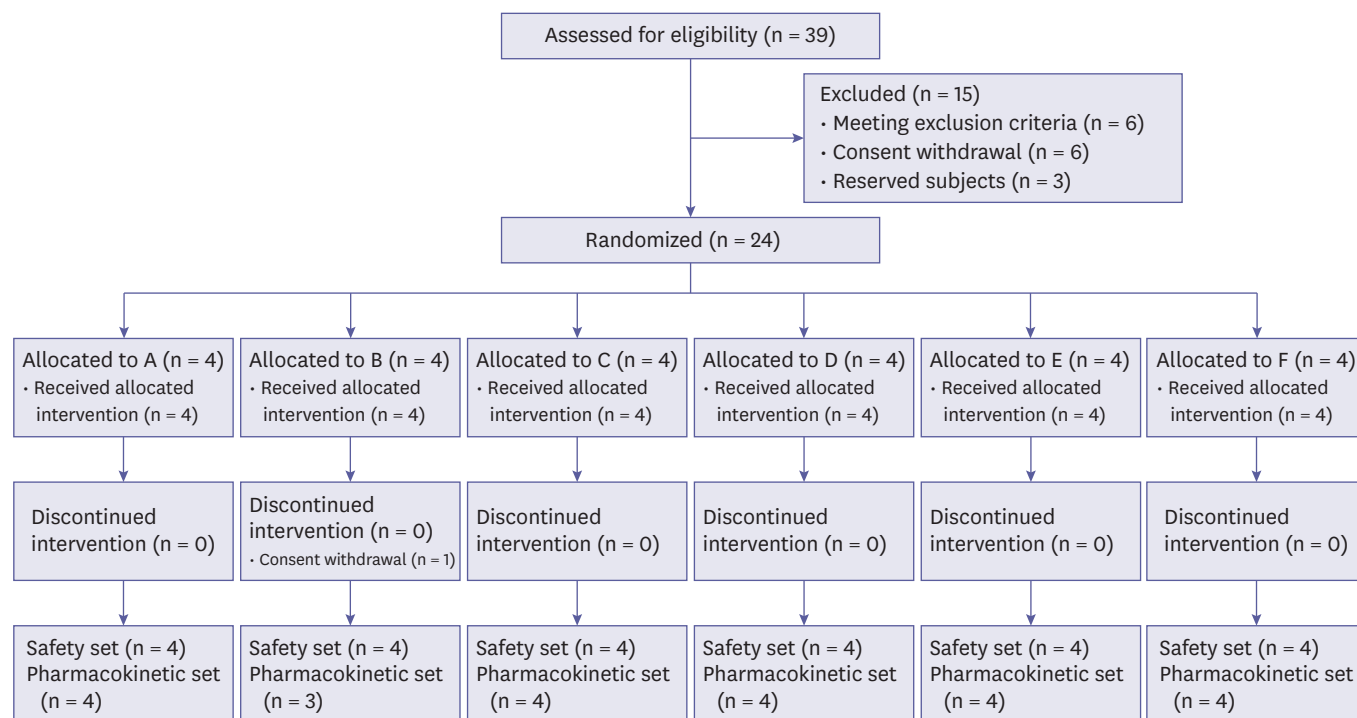 Assessed for eligibility (n = 39)
Excluded (n = 15)
• Meeting exclusion criteria (n = 6)
• Consent withdrawal (n = 6)
• Reserved subjects (n = 3)
Randomized (n = 24)
Allocated to A (n = 4)
• Received allocated
intervention (n = 4)
Allocated to B (n = 4)
• Received allocated
intervention (n = 4)
Allocated to C (n = 4)
• Received allocated
intervention (n = 4)
Allocated to D (n = 4)
• Received allocated
intervention (n = 4)
Allocated to E (n = 4)
• Received allocated
intervention (n = 4)
Allocated to F (n = 4)
• Received allocated
intervention (n = 4)
Discontinued
intervention (n = 0)
Discontinued
intervention (n = 0)
• Consent withdrawal (n = 1)
Discontinued
intervention (n = 0)
Discontinued
intervention (n = 0)
Discontinued
intervention (n = 0)
Discontinued
intervention (n = 0)
Safety set (n = 4)
Pharmacokinetic set
(n = 4)
Safety set (n = 4)
Pharmacokinetic set
(n = 3)
Safety set (n = 4)
Pharmacokinetic set
(n = 4)
Safety set (n = 4)
Pharmacokinetic set
(n = 4)
Safety set (n = 4)
Pharmacokinetic set
(n = 4)
Safety set (n = 4)
Pharmacokinetic set
(n = 4)